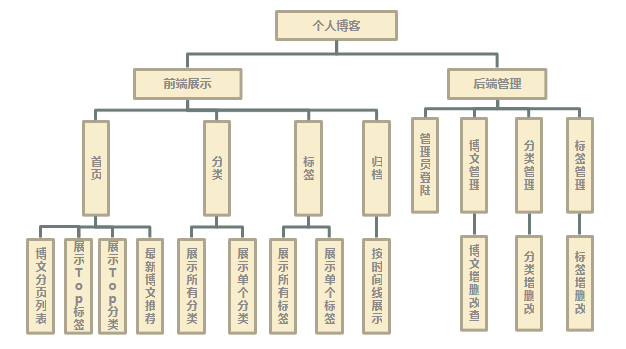 个人博客
前端展示
后端管理
首页
分类
标签
归档
管理员登陆
博文管理
分类管理
标签管理
博文分页列表
展示Top标签
展示Top分类
最新博文推荐
展示所有分类
展示单个分类
展示所有标签
展示单个标签
按时间线展示
博文增删改查
分类增删改
标签增删改